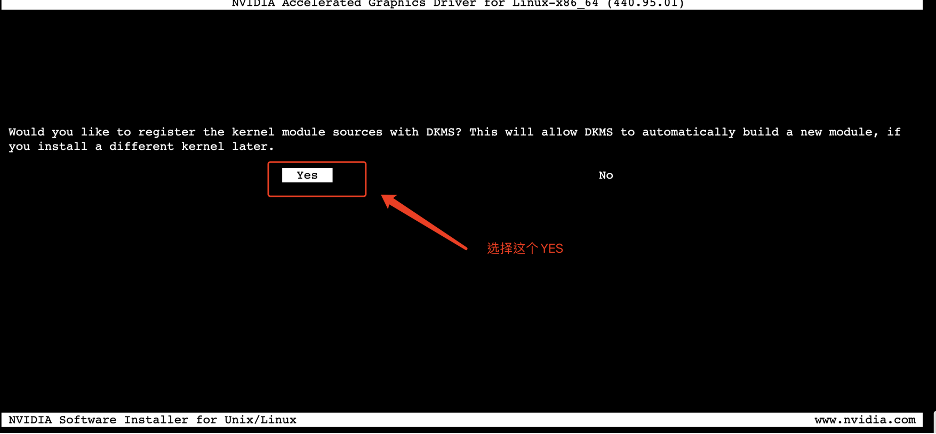 NVIDIA Accelerated Graphics Driver for Linux-x86_64 (440.95.01)
Would you like to register the kernel module sources with DKMS? This will allow DKMS to automatically build a new module, if
you install a different kernel later.
Yes No
选择这个YES
NVIDIA Software Installer for Unix/Linux www.nvidia.com